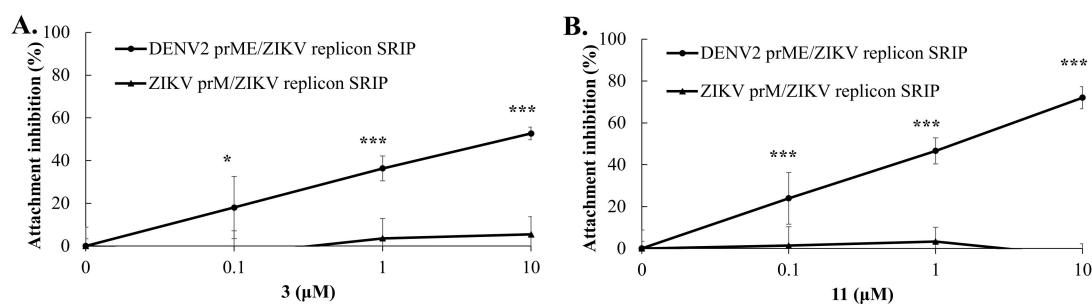 A.
Attachment inhibition (%)
100
80
60
40
20
0
DENV2 prME/ZIKV replicon SRIP
ZIKV prM/ZIKV replicon SRIP
*
***
***
0 0.1 1 10
3 (µM)
B.
Attachment inhibition (%)
100
80
60
40
20
0
DENV2 prME/ZIKV replicon SRIP
ZIKV prM/ZIKV replicon SRIP
***
***
***
0 0.1 1 10
11 (µM)